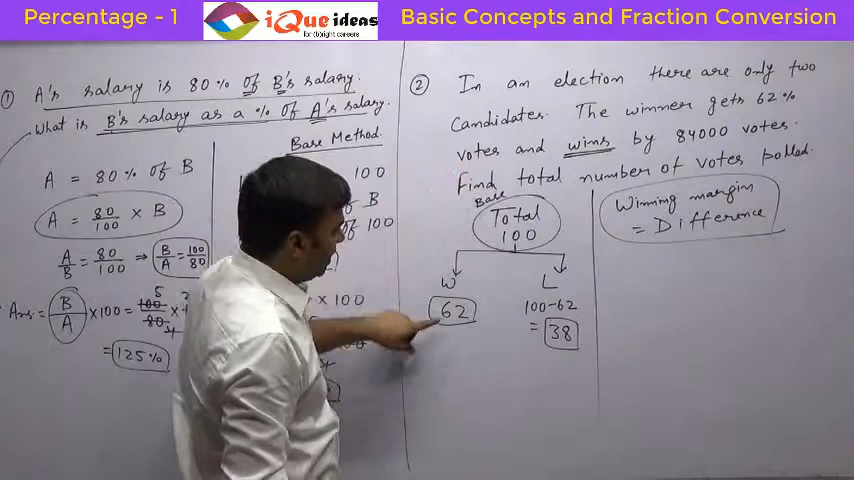 Percentage - 1
iQue ideas
for (b)right careers
Basic Concepts and Fraction Conversion
① A's salary is 80% of B's salary.
What is B's salary as a % of A's salary.
A = 80% of B
A = 80/100 × B
A/B = 80/100 ⇒ B/A = 100/80
Ans = B/A × 100 = 100/80 ×
5
4
= 125%
Base Method
100
of B
of 100
× 100
② In an election there are only two
candidates. The winner gets 62%
votes and wins by 84000 votes.
Find total number of votes polled.
Base
Total
100
W
L
62
100-62
= 38
Winning margin
= Difference